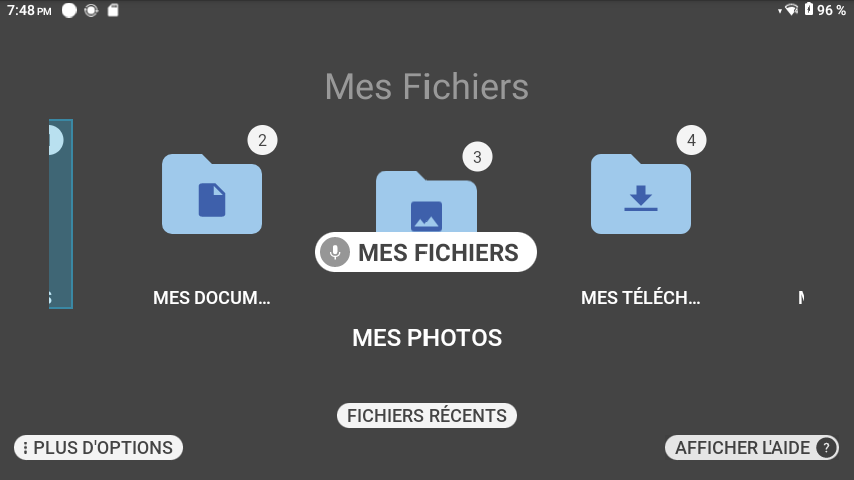 7:48 PM
96 %
Mes Fichiers
2
3
4
MES FICHIERS
MES DOCUM...
MES TÉLÉCH...
MES PHOTOS
FICHIERS RÉCENTS
PLUS D'OPTIONS
AFFICHER L'AIDE ?